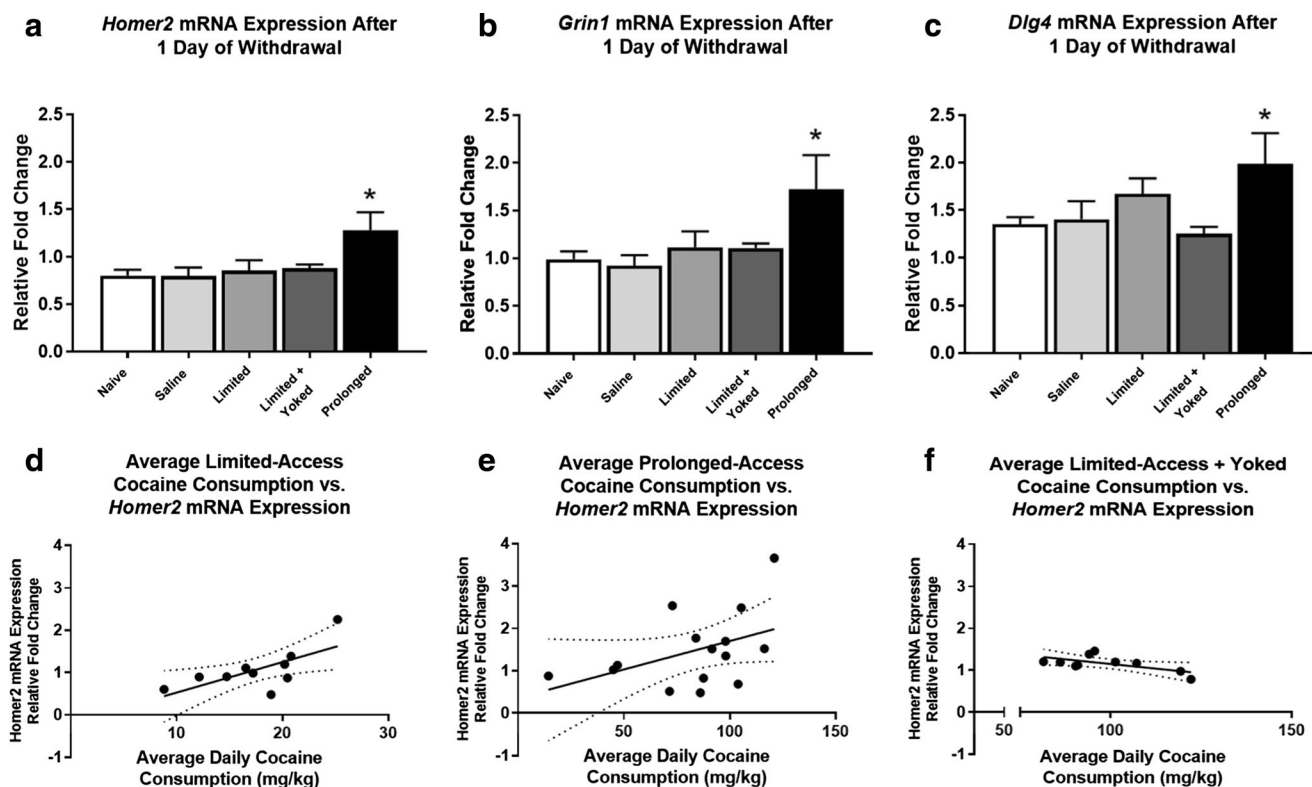 a
Homer2 mRNA Expression After
1 Day of Withdrawal
Relative Fold Change
2.5
2.0
1.5
1.0
0.5
0.0
Naive
Saline
Limited
Limited +
Yoked
Prolonged
*
b
Grin1 mRNA Expression After
1 Day of Withdrawal
Relative Fold Change
2.5
2.0
1.5
1.0
0.5
0.0
Naive
Saline
Limited
Limited +
Yoked
Prolonged
*
c
Dlg4 mRNA Expression After
1 Day of Withdrawal
Relative Fold Change
2.5
2.0
1.5
1.0
0.5
0.0
Naive
Saline
Limited
Limited +
Yoked
Prolonged
*
d
Average Limited-Access
Cocaine Consumption vs.
Homer2 mRNA Expression
Homer2 mRNA Expression
Relative Fold Change
4
3
2
1
0
-1
10
20
30
Average Daily Cocaine
Consumption (mg/kg)
e
Average Prolonged-Access
Cocaine Consumption vs.
Homer2 mRNA Expression
Homer2 mRNA Expression
Relative Fold Change
4
3
2
1
0
-1
50
100
150
Average Daily Cocaine
Consumption (mg/kg)
f
Average Limited-Access + Yoked
Cocaine Consumption vs.
Homer2 mRNA Expression
Homer2 mRNA Expression
Relative Fold Change
4
3
2
1
0
-1
50
100
150
Average Daily Cocaine
Consumption (mg/kg)